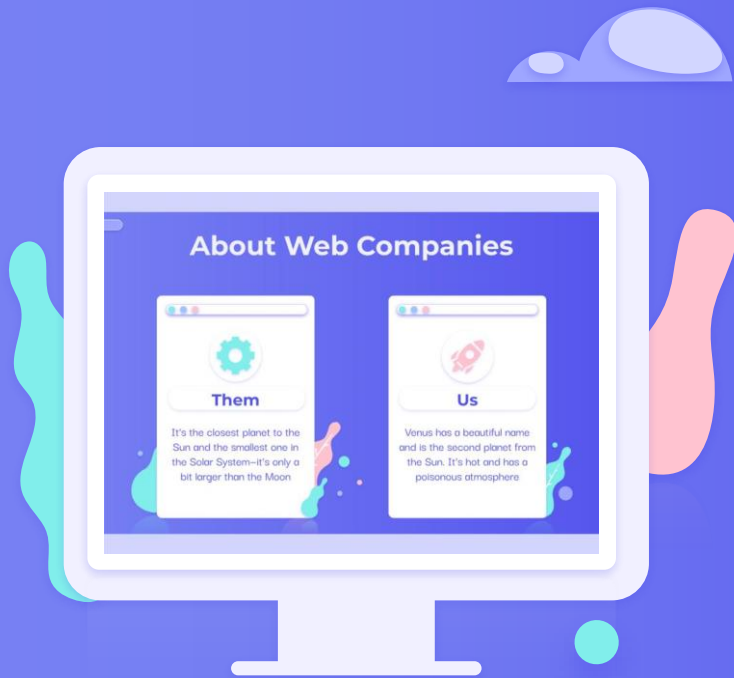 About Web Companies
Them
It's the closest planet to the
Sun and the smallest one in
the Solar System—it's only a
bit larger than the Moon
Us
Venus has a beautiful name
and is the second planet from
the Sun. It's hot and has a
poisonous atmosphere